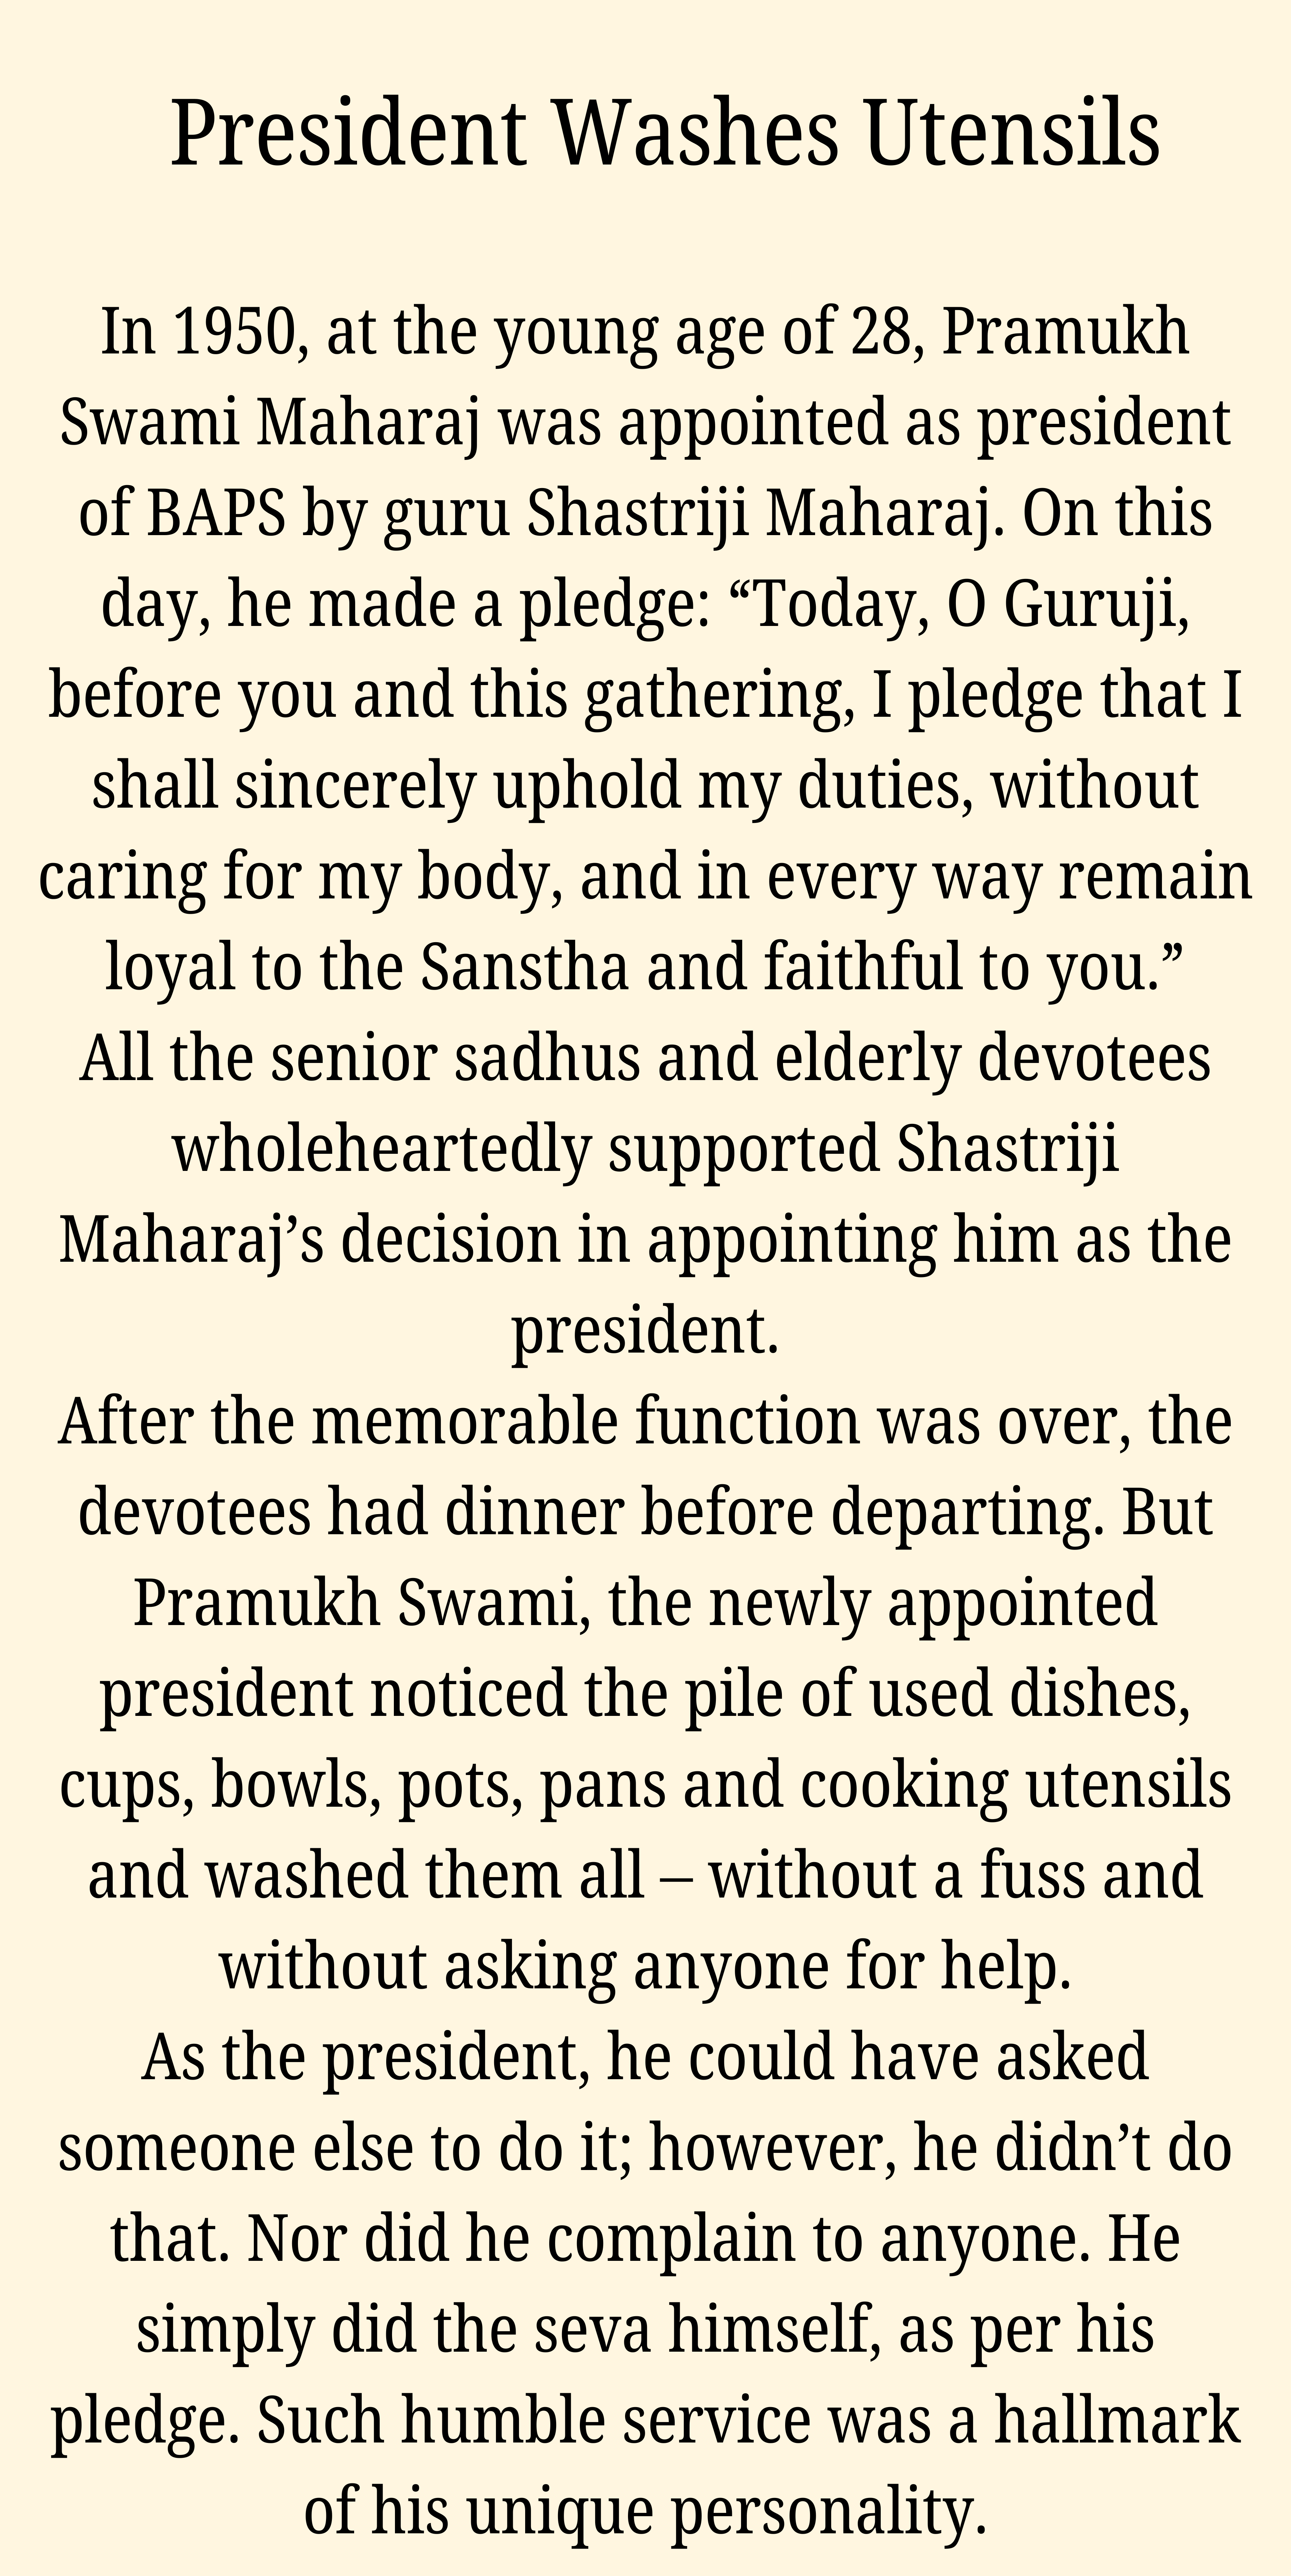 President Washes Utensils
In 1950, at the young age of 28, Pramukh
Swami Maharaj was appointed as president
of BAPS by guru Shastriji Maharaj. On this
day, he made a pledge: “Today, O Guruji,
before you and this gathering, I pledge that I
shall sincerely uphold my duties, without
caring for my body, and in every way remain
loyal to the Sanstha and faithful to you.”
All the senior sadhus and elderly devotees
wholeheartedly supported Shastriji
Maharaj’s decision in appointing him as the
president.
After the memorable function was over, the
devotees had dinner before departing. But
Pramukh Swami, the newly appointed
president noticed the pile of used dishes,
cups, bowls, pots, pans and cooking utensils
and washed them all – without a fuss and
without asking anyone for help.
As the president, he could have asked
someone else to do it; however, he didn’t do
that. Nor did he complain to anyone. He
simply did the seva himself, as per his
pledge. Such humble service was a hallmark
of his unique personality.